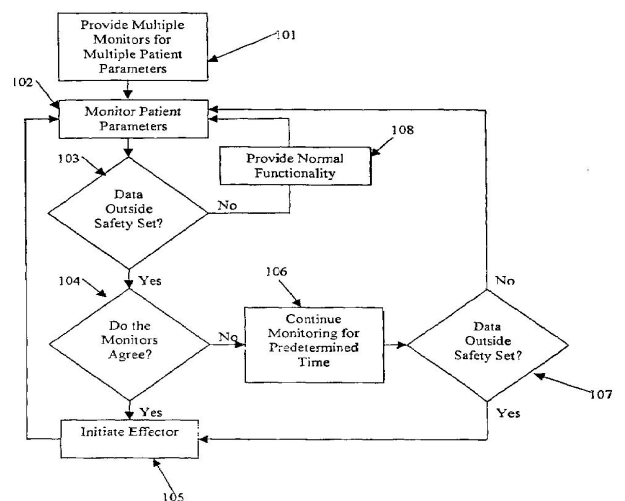 Provide Multiple
Monitors for
Multiple Patient
Parameters
101
102
Monitor Patient
Parameters
103
108
Provide Normal
Functionality
Data
Outside
Safety Set?
No
Yes
104
106
No
Do the
Monitors
Agree?
No
Continue
Monitoring for
Predetermined
Time
Data
Outside
Safety Set?
107
Yes
Yes
Initiate Effector
105